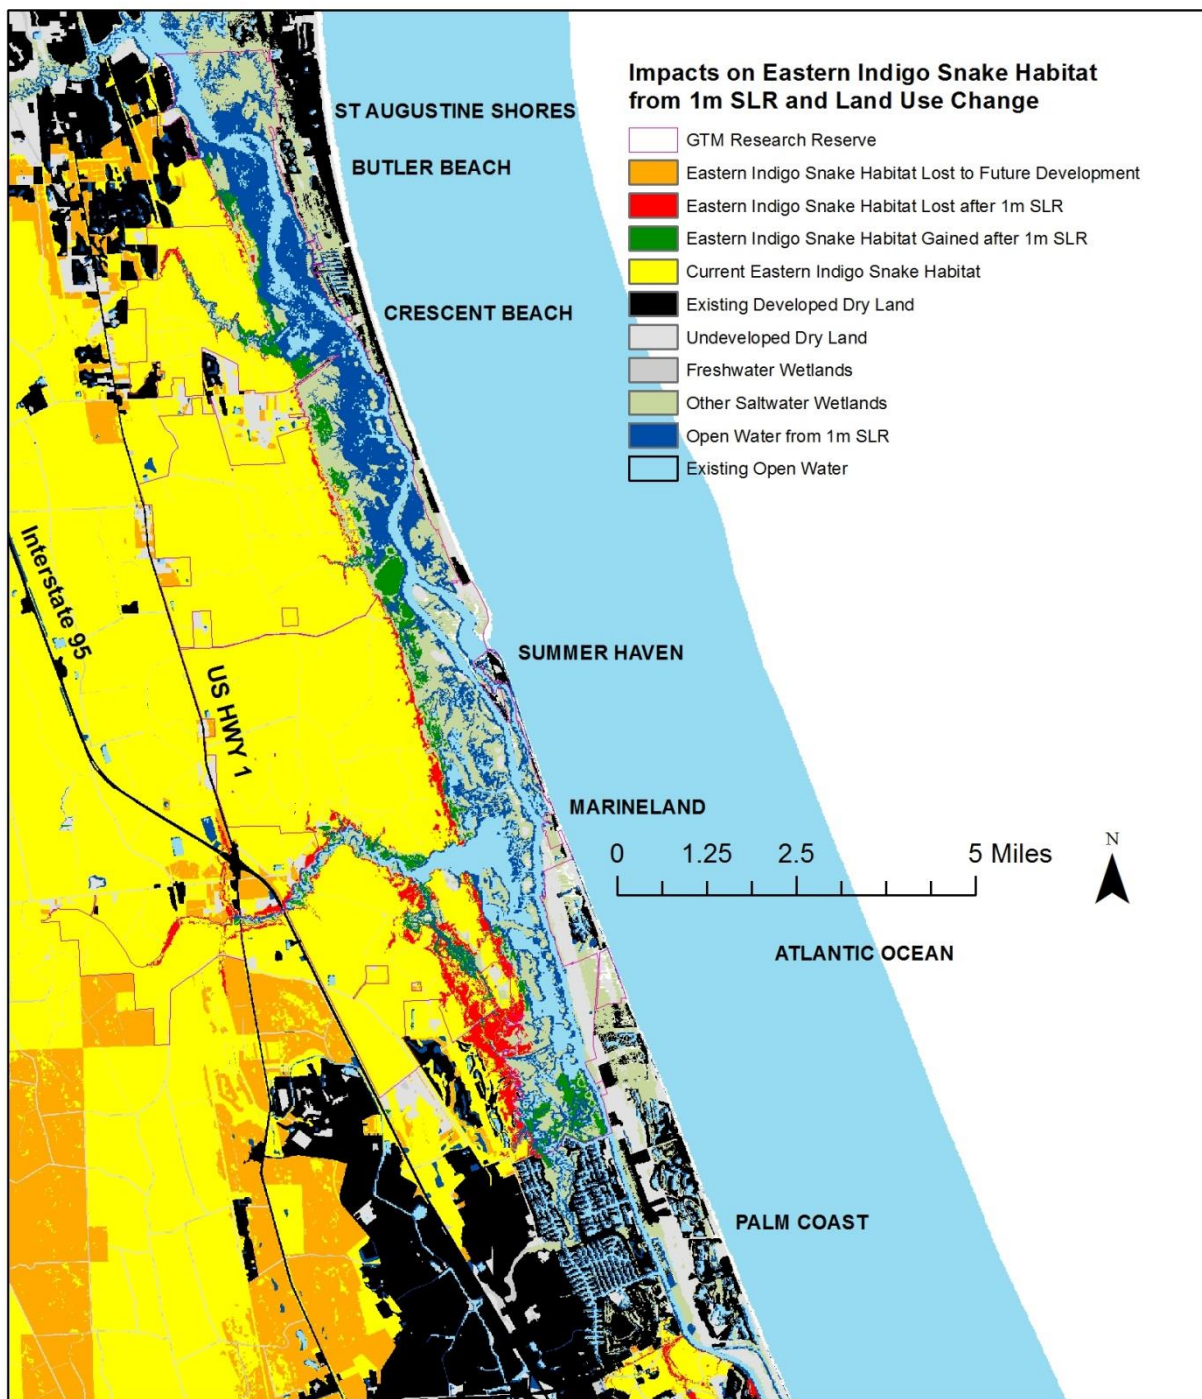 Impacts on Eastern Indigo Snake Habitat
from 1m SLR and Land Use Change
GTM Research Reserve
Eastern Indigo Snake Habitat Lost to Future Development
Eastern Indigo Snake Habitat Lost after 1m SLR
Eastern Indigo Snake Habitat Gained after 1m SLR
Current Eastern Indigo Snake Habitat
Existing Developed Dry Land
Undeveloped Dry Land
Freshwater Wetlands
Other Saltwater Wetlands
Open Water from 1m SLR
Existing Open Water
ST AUGUSTINE SHORES
BUTLER BEACH
CRESCENT BEACH
Interstate 95
US HWY 1
SUMMER HAVEN
MARINELAND
0 1.25 2.5 5 Miles
N
ATLANTIC OCEAN
PALM COAST